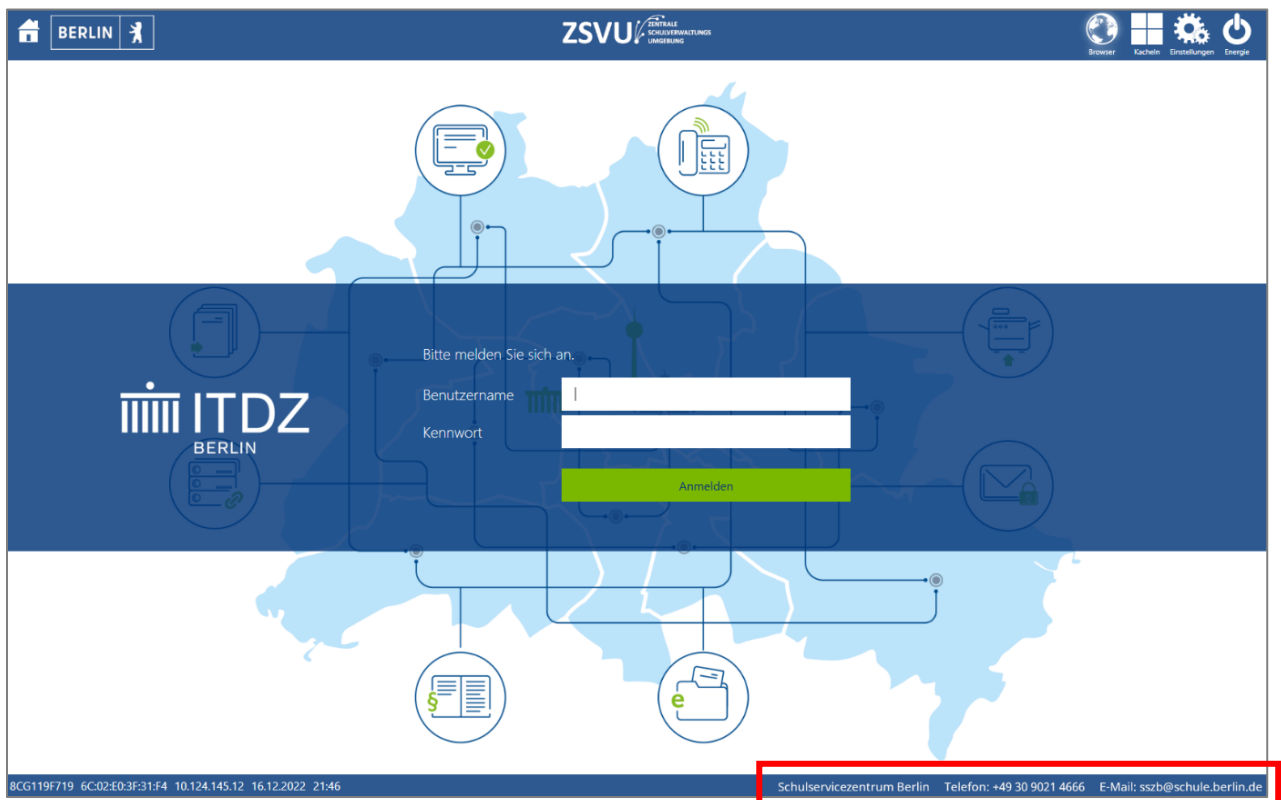 BERLIN
ZSVU ZENTRALE
SCHULVERWALTUNGS
UMGEBUNG
Browser Kacheln Einstellungen Energie
Bitte melden Sie sich an.
Benutzername
Kennwort
Anmelden
ITDZ
BERLIN
§
e
8CG119F719 6C:02:E0:3F:31:F4 10.124.145.12 16.12.2022 21:46
Schulservicezentrum Berlin Telefon: +49 30 9021 4666 E-Mail: sszb@schule.berlin.de